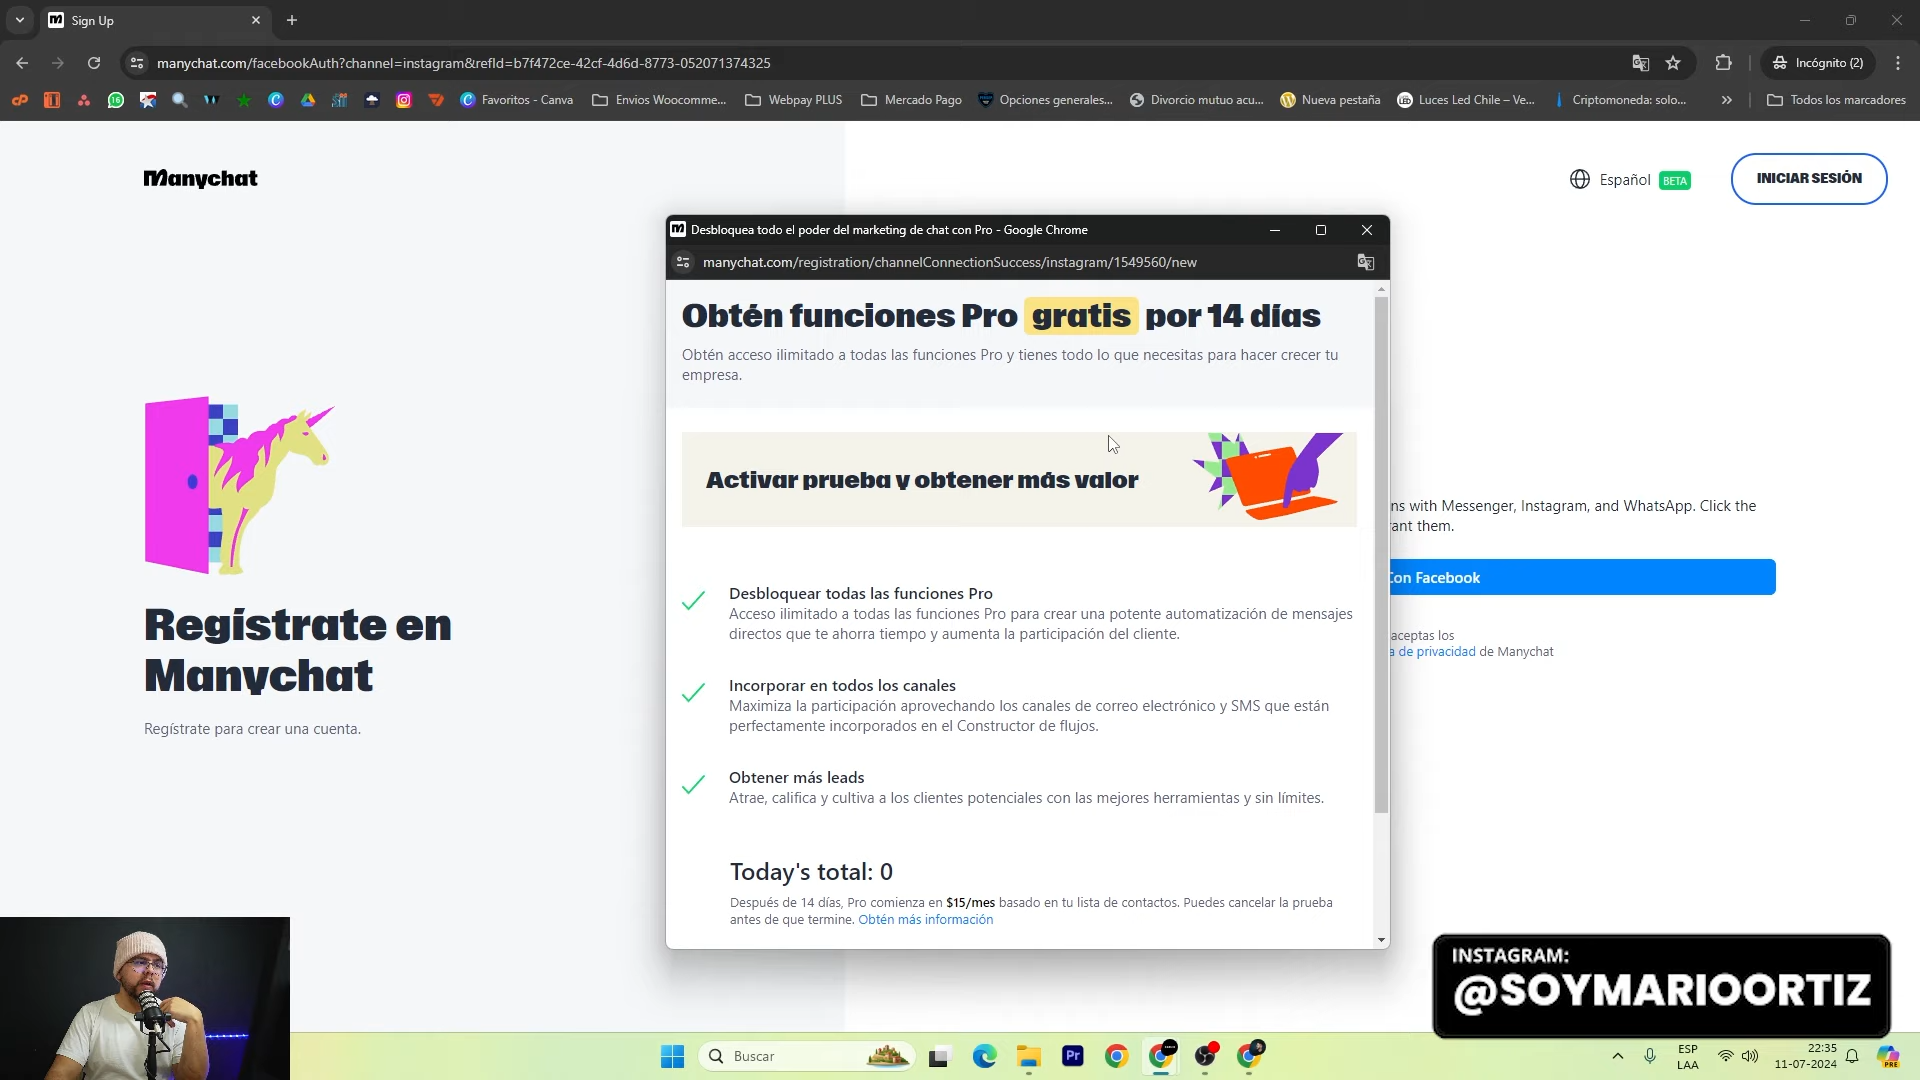 Sign Up
manychat.com/facebookAuth?channel=instagram&refId=b7f472ce-42cf-4d6d-8773-052071374325
Incógnito (2)
Favoritos - Canva
Envios Woocomme...
Webpay PLUS
Mercado Pago
Opciones generales...
Divorcio mutuo acu...
Nueva pestaña
Luces Led Chile – Ve...
Criptomoneda: solo...
Todos los marcadores
Manychat
Español BETA
INICIAR SESIÓN
Desbloquea todo el poder del marketing de chat con Pro - Google Chrome
manychat.com/registration/channelConnectionSuccess/instagram/1549560/new
Obtén funciones Pro gratis por 14 días
Obtén acceso ilimitado a todas las funciones Pro y tienes todo lo que necesitas para hacer crecer tu
empresa.
Activar prueba y obtener más valor
Desbloquear todas las funciones Pro
Acceso ilimitado a todas las funciones Pro para crear una potente automatización de mensajes
directos que te ahorra tiempo y aumenta la participación del cliente.
Incorporar en todos los canales
Maximiza la participación aprovechando los canales de correo electrónico y SMS que están
perfectamente incorporados en el Constructor de flujos.
Obtener más leads
Atrae, califica y cultiva a los clientes potenciales con las mejores herramientas y sin límites.
Today's total: 0
Después de 14 días, Pro comienza en $15/mes basado en tu lista de contactos. Puedes cancelar la prueba
antes de que termine. Obtén más información
Regístrate en
Manychat
Regístrate para crear una cuenta.
ns with Messenger, Instagram, and WhatsApp. Click the
ant them.
Con Facebook
aceptas los
a de privacidad de Manychat
INSTAGRAM:
@SOYMARIOORTIZ
Buscar
Pr
ESP
LAA
22:35
11-07-2024
PRE